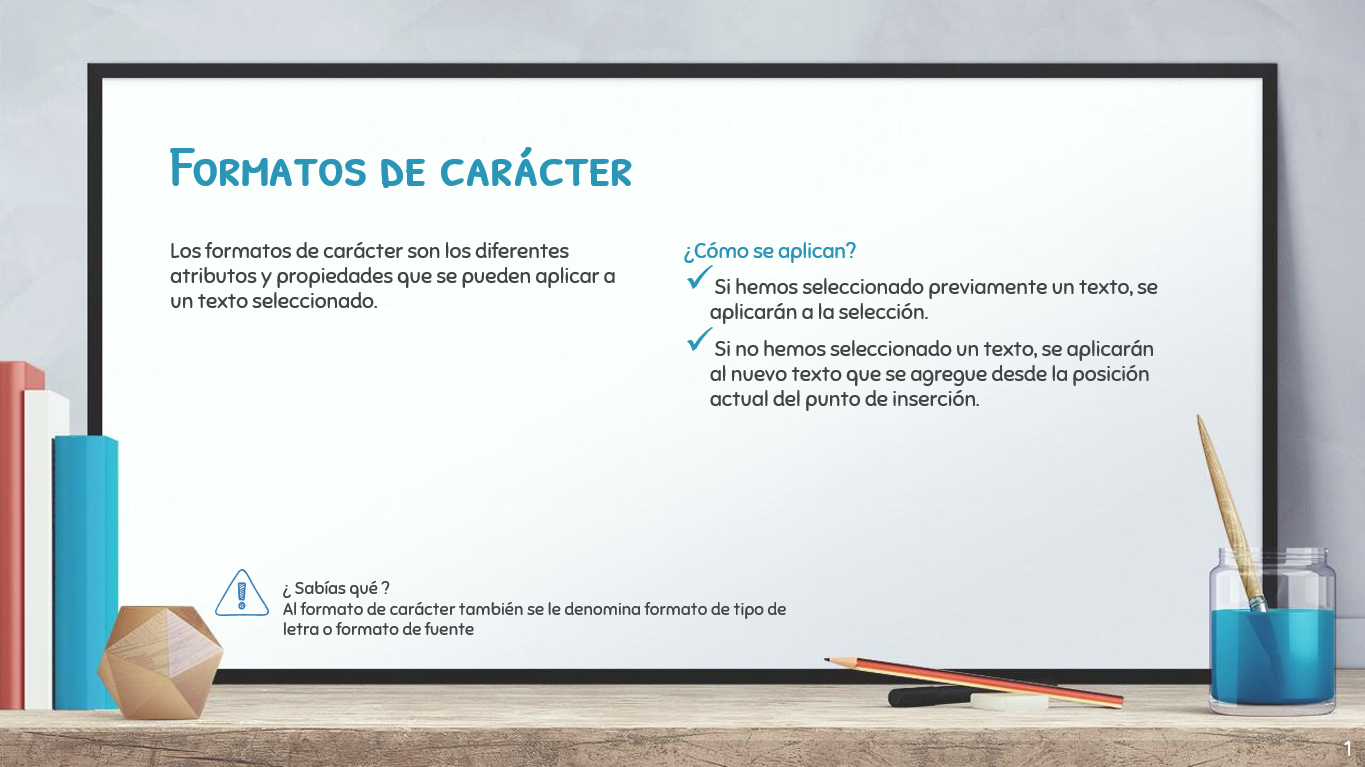 Formatos de carácter
Los formatos de carácter son los diferentes
atributos y propiedades que se pueden aplicar a
un texto seleccionado.
¿Cómo se aplican?
✓ Si hemos seleccionado previamente un texto, se
aplicarán a la selección.
✓ Si no hemos seleccionado un texto, se aplicarán
al nuevo texto que se agregue desde la posición
actual del punto de inserción.
¿ Sabías qué ?
Al formato de carácter también se le denomina formato de tipo de
letra o formato de fuente
1